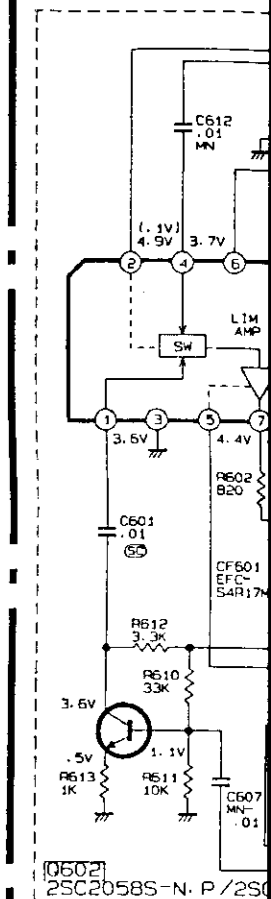 C612
.01
MN
(.1V)
4.9V 3.7V
2 4 6
LIM
AMP
SW
1 3 5 7
3.6V 4.4V
R602
820
C601
.01
SC
CF601
EFC-
S4R17M
R612
3.3K
R610
33K
3.6V
.5V 1.1V
R613
1K
R611
10K
C607
MN-
.01
Q602
2SC2058S-N.P/2SC